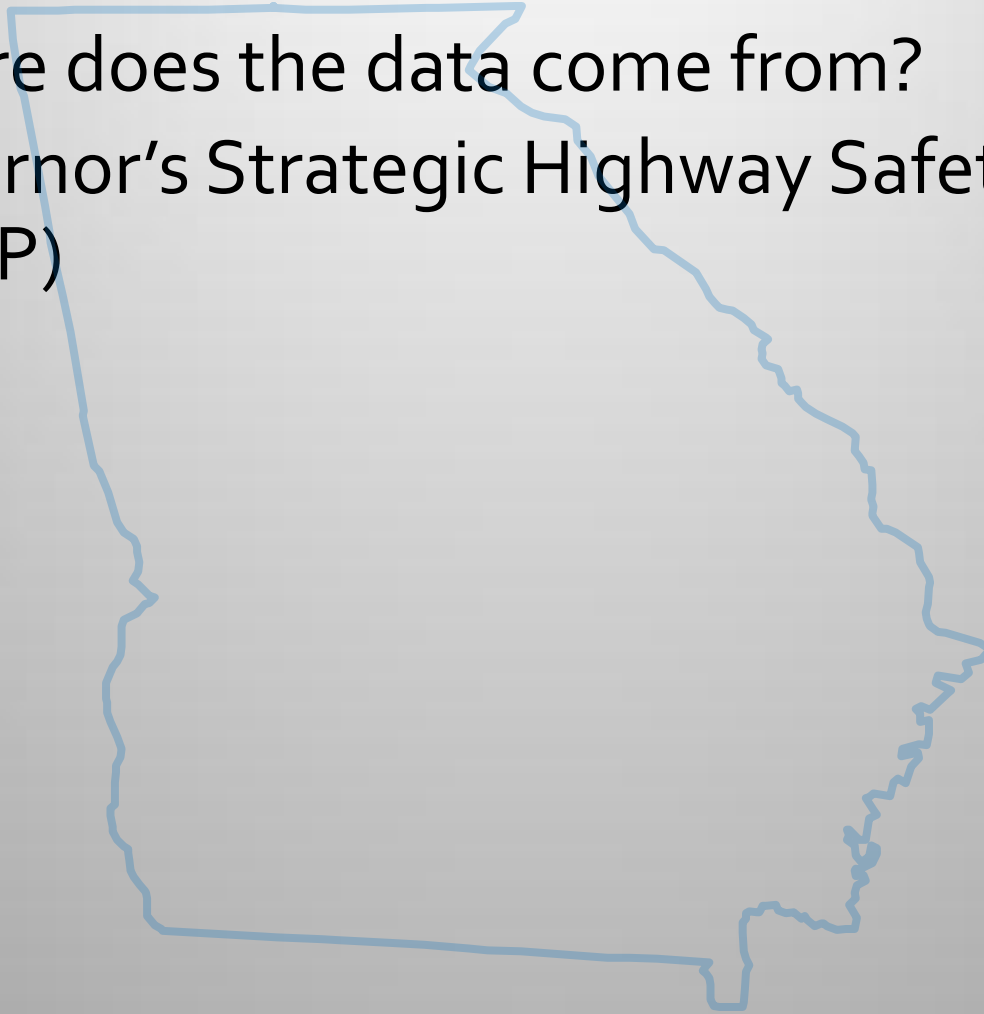 re does the data come from?
rnor’s Strategic Highway Safet
P)